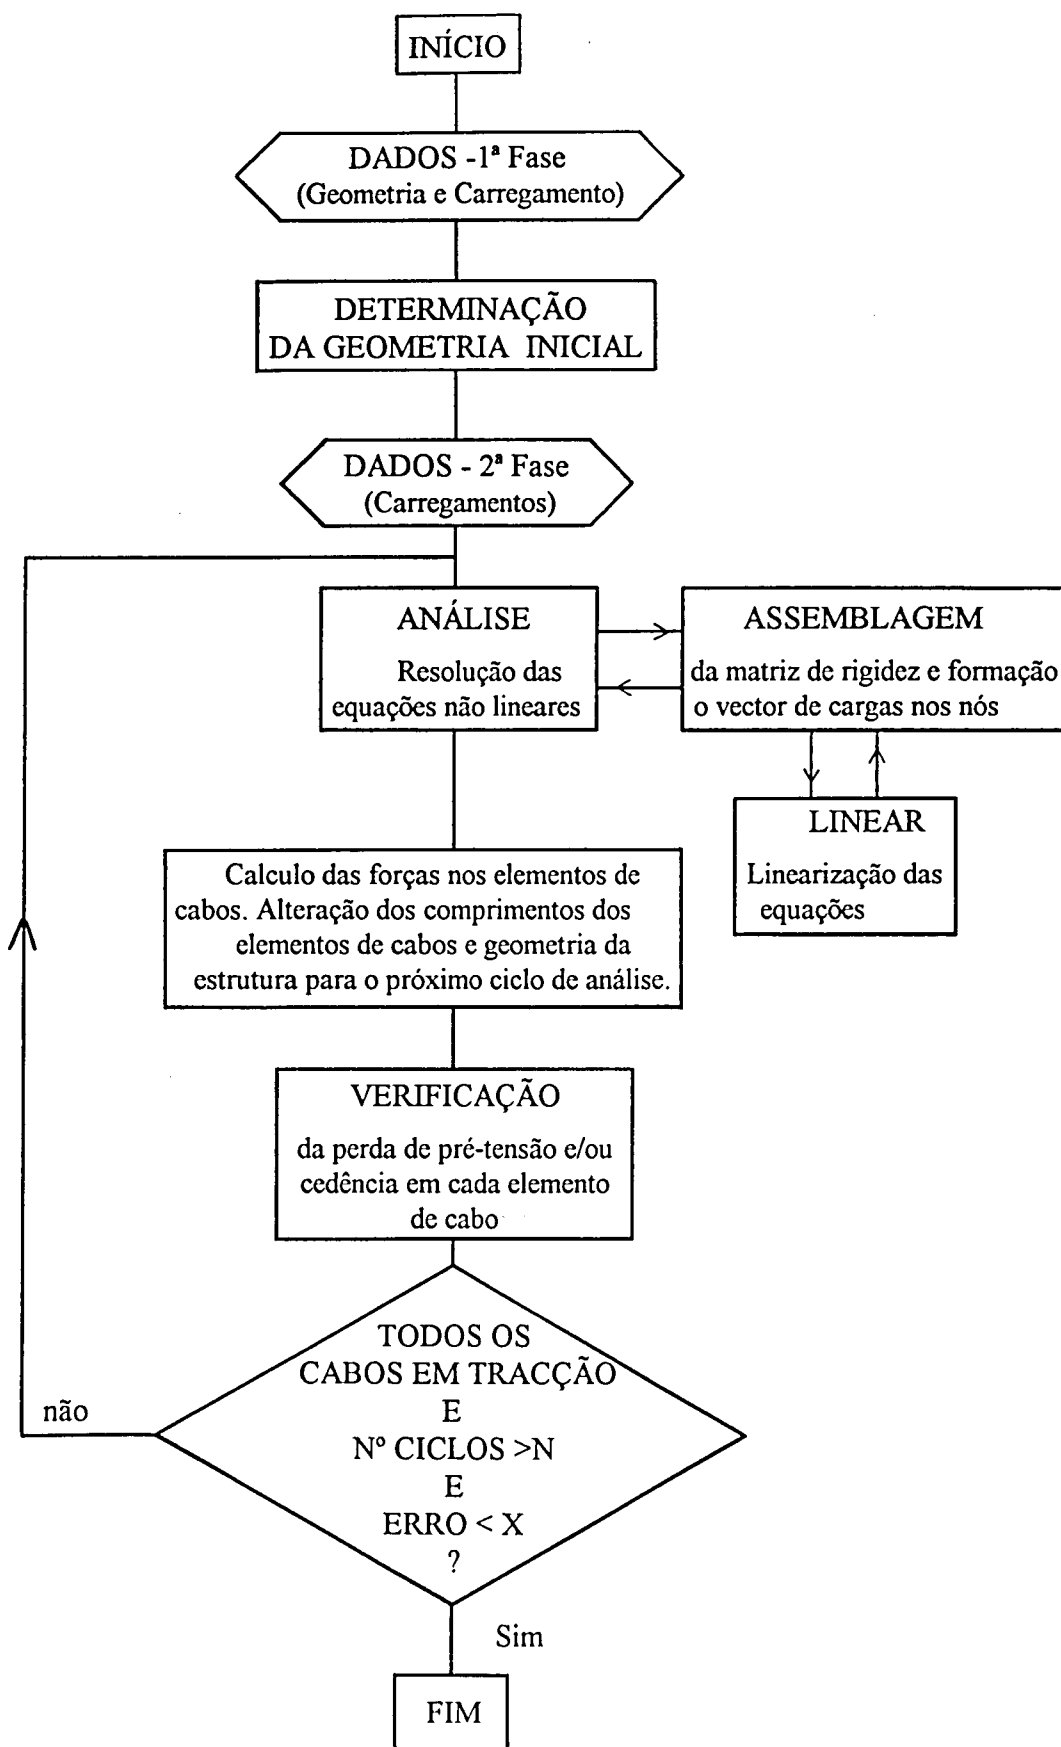 INÍCIO
DADOS -1ª Fase
(Geometria e Carregamento)
DETERMINAÇÃO
DA GEOMETRIA INICIAL
DADOS - 2ª Fase
(Carregamentos)
ANÁLISE
Resolução das
equações não lineares
ASSEMBLAGEM
da matriz de rigidez e formação
o vector de cargas nos nós
LINEAR
Linearização das
equações
Calculo das forças nos elementos de
cabos. Alteração dos comprimentos dos
elementos de cabos e geometria da
estrutura para o próximo ciclo de análise.
VERIFICAÇÃO
da perda de pré-tensão e/ou
cedência em cada elemento
de cabo
TODOS OS
CABOS EM TRACÇÃO
E
Nº CICLOS >N
E
ERRO < X
?
não
Sim
FIM